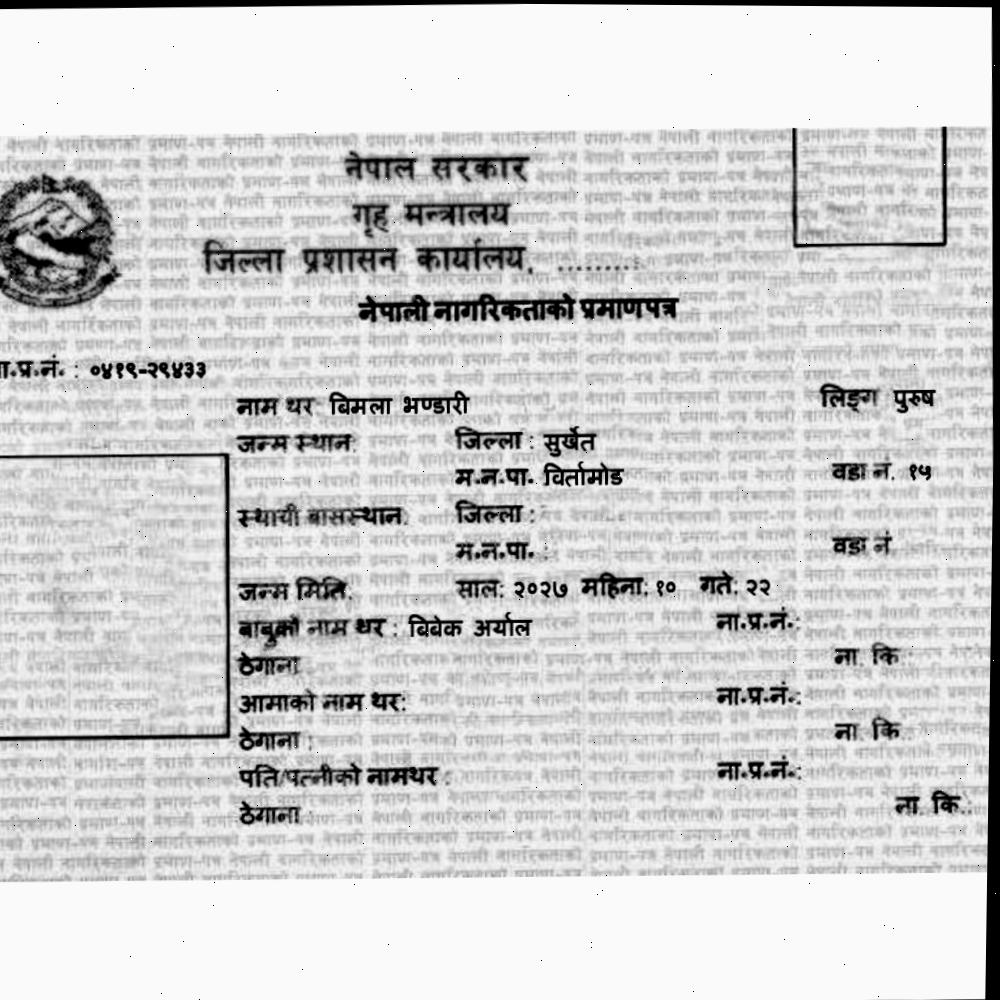 नेपाल सरकार
गृह मन्त्रालय
जिल्ला प्रशासन कार्यालय, .........
नेपाली नागरिकताको प्रमाणपत्र
ना.प्र.नं. : ०४१९-२९४३३
नाम थर बिमला भण्डारी लिङ्ग पुरुष
जन्म स्थान: जिल्ला : सुर्खेत
म.न.पा. विर्तामोड वडा नं. १५
स्थायी बासस्थान: जिल्ला :
म.न.पा. : वडा नं
जन्म मिति: साल: २०२७ महिना: १० गते: २२
बाबुको नाम थर : बिबेक अर्याल ना.प्र.नं.:
ठेगाना ना. कि :
आमाको नाम थर: ना.प्र.नं.:
ठेगाना : ना. कि
पति/पत्नीको नामथर : ना.प्र.नं.:
ठेगाना : ना. कि.: